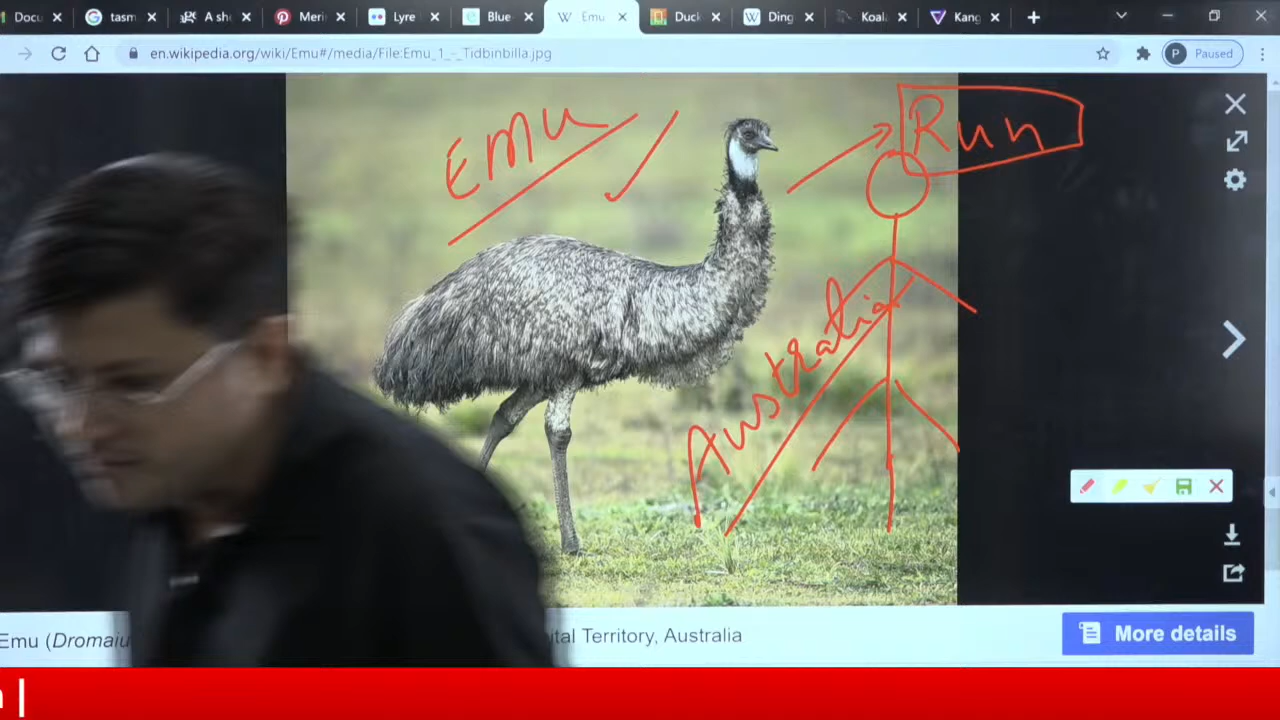 Docu
tasm
A sh
Meri
Lyre
Blue
Emu
Duck
Ding
Koal
Kang
en.wikipedia.org/wiki/Emu#/media/File:Emu_1_-_Tidbinbilla.jpg
P Paused
Emu
Run
Australia
Emu (Dromaiu
ital Territory, Australia
More details